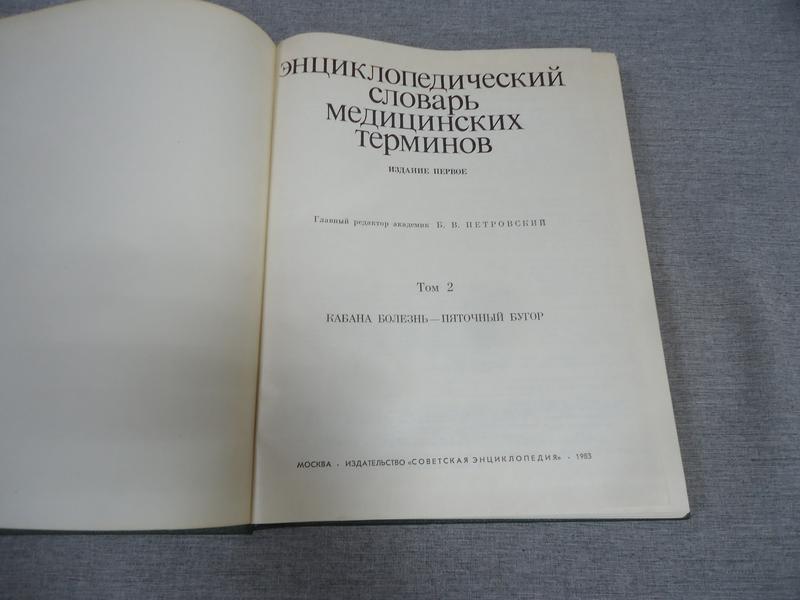 энциклопедический
словарь
медицинских
терминов
ИЗДАНИЕ ПЕРВОЕ
Главный редактор академик Б. В. ПЕТРОВСКИЙ
Том 2
КАБАНА БОЛЕЗНЬ—ПЯТОЧНЫЙ БУГОР
МОСКВА · ИЗДАТЕЛЬСТВО «СОВЕТСКАЯ ЭНЦИКЛОПЕДИЯ» · 1983